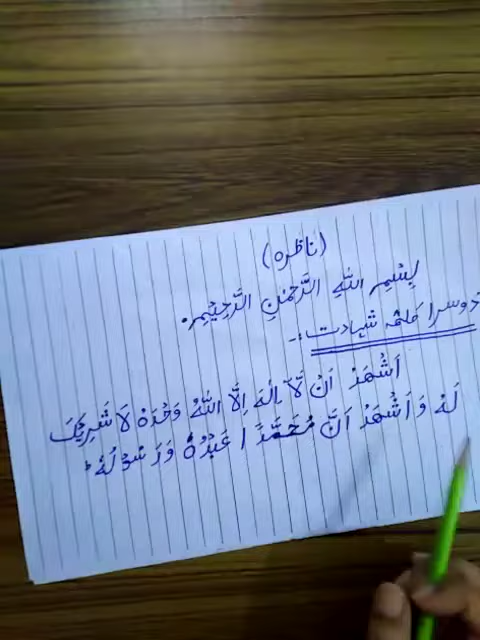 (ناظرہ)
بِسْمِ اللّٰهِ الرَّحْمٰنِ الرَّحِيْمِ۔
دوسرا کلمہ شہادت:-
اَشْهَدُ اَنْ لَّآ اِلٰهَ اِلَّا اللّٰهُ وَحْدَهٗ لَا شَرِيْكَ
لَهٗ وَاَشْهَدُ اَنَّ مُحَمَّدًا عَبْدُهٗ وَرَسُوْلُهٗ